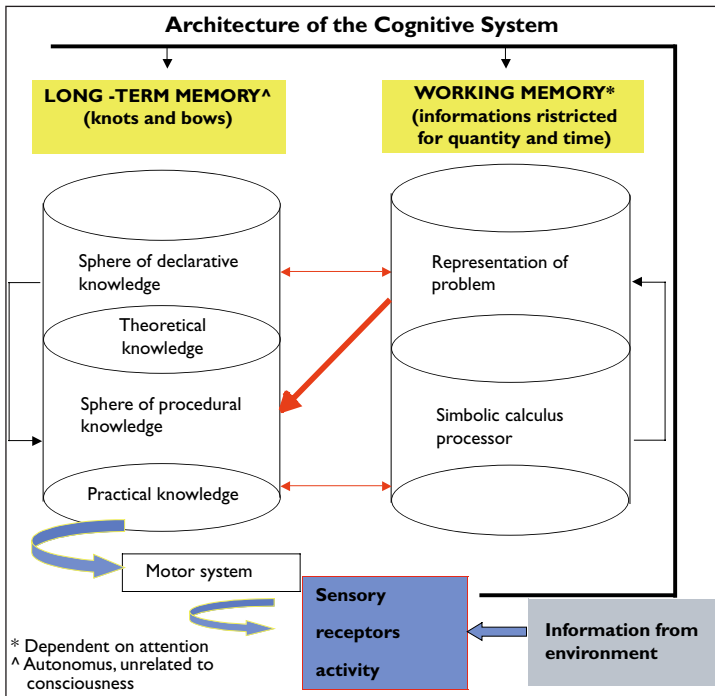 Architecture of the Cognitive System
LONG -TERM MEMORY^
(knots and bows)
WORKING MEMORY*
(informations ristricted
for quantity and time)
Sphere of declarative
knowledge
Theoretical
knowledge
Sphere of procedural
knowledge
Practical knowledge
Representation of
problem
Simbolic calculus
processor
Motor system
Sensory
receptors
activity
Information from
environment
* Dependent on attention
^ Autonomus, unrelated to
consciousness